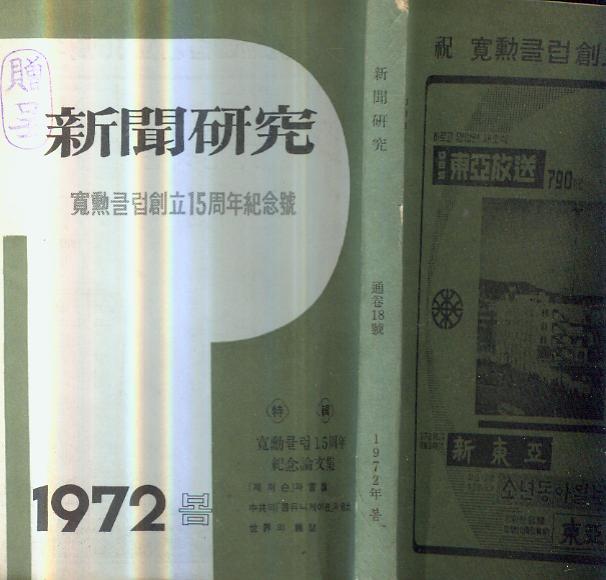 贈呈
新聞研究
寬勳클럽創立15周年紀念號
特輯
寬勳클럽15周年
紀念論文集
世界의
1972 봄
新聞研究
通卷18號
1972年 봄
祝 寬勳클럽創立
東亞放送 790
新東亞
소년동아일보
東亞